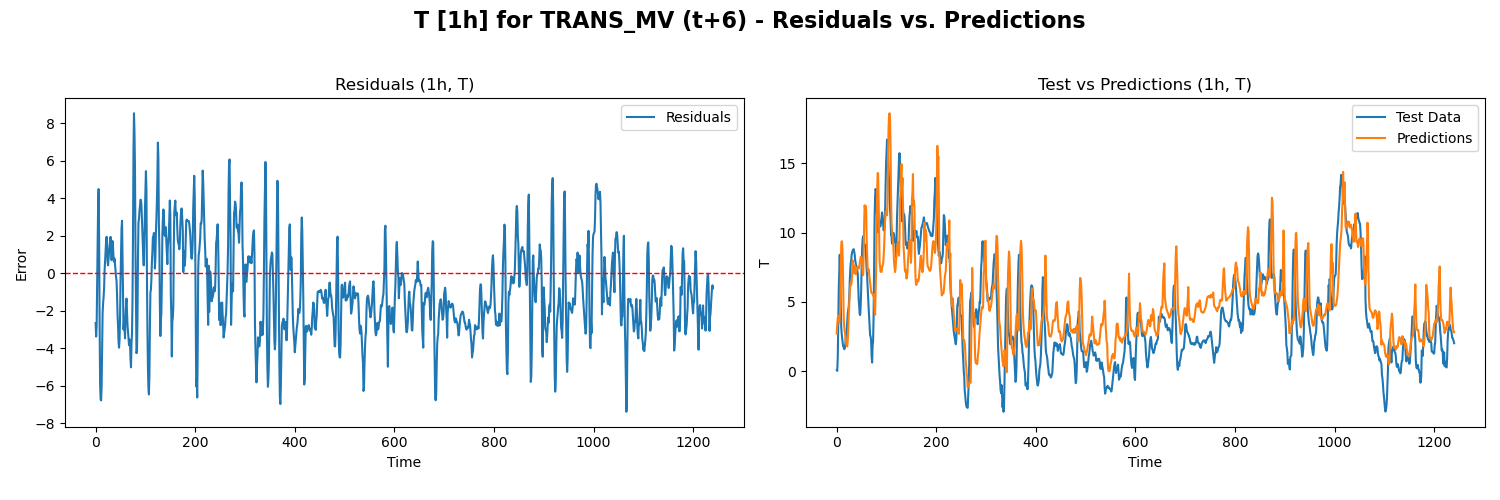 T [1h] for TRANS_MV (t+6) - Residuals vs. Predictions
Residuals (1h, T)
Residuals
Error
8
6
4
2
0
−2
−4
−6
−8
0 200 400 600 800 1000 1200
Time
Test vs Predictions (1h, T)
Test Data
Predictions
T
15
10
5
0
0 200 400 600 800 1000 1200
Time